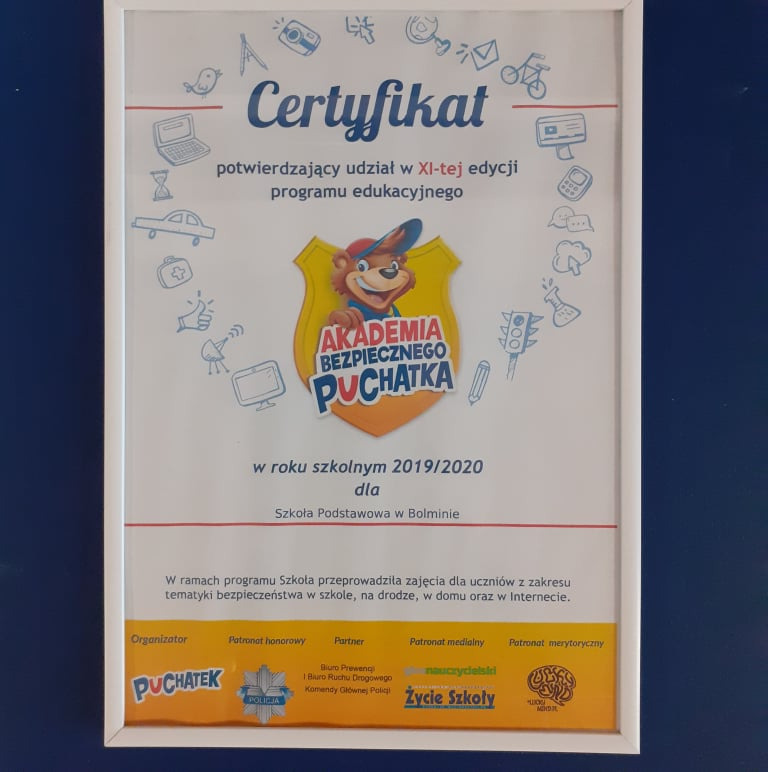 Certyfikat
potwierdzający udział w XI-tej edycji
programu edukacyjnego
AKADEMIA
BEZPIECZNEGO
PUCHATKA
w roku szkolnym 2019/2020
dla
Szkoła Podstawowa w Bolminie
W ramach programu Szkoła przeprowadziła zajęcia dla uczniów z zakresu
tematyki bezpieczeństwa w szkole, na drodze, w domu oraz w Internecie.
Organizator Patronat honorowy Partner Patronat medialny Patronat merytoryczny
PUCHATEK
POLICJA
Biuro Prewencji
I Biuro Ruchu Drogowego
Komendy Głównej Policji
nauczycielski
Życie Szkoły